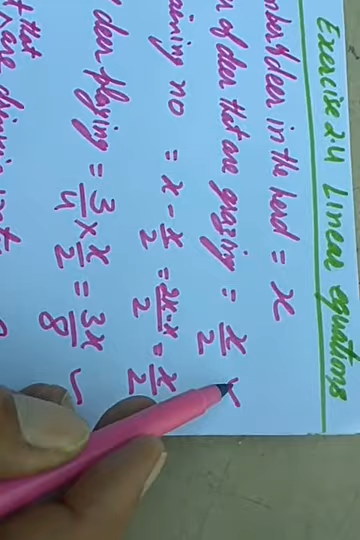 Exercise 2.4 Linear equations
number of deer in the herd = x
of deer that are grazing = x/2 ✓
no = x - x/2 = 2x - x/2 = x/2
deer playing = 3/4 × x/2 = 3x/8 ✓
that